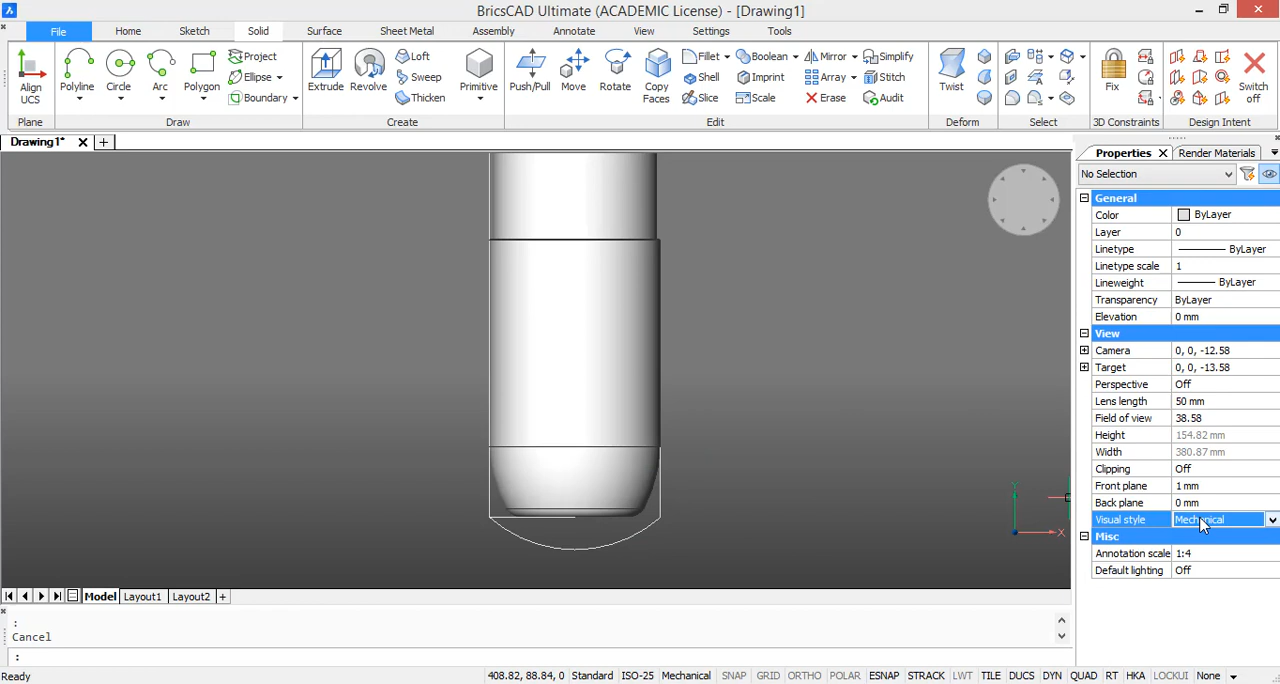 BricsCAD Ultimate (ACADEMIC License) - [Drawing1]
File Home Sketch Solid Surface Sheet Metal Assembly Annotate View Settings Tools
Align UCS
Polyline Circle Arc Polygon
Project
Ellipse
Boundary
Extrude Revolve
Loft
Sweep
Thicken
Primitive
Push/Pull Move Rotate Copy Faces
Fillet Boolean Mirror Simplify
Shell Imprint Array Stitch
Slice Scale Erase Audit
Twist
Fix
Switch off
Plane Draw Create Edit Deform Select 3D Constraints Design Intent
Drawing1*
Properties Render Materials
No Selection
General
Color ByLayer
Layer 0
Linetype ByLayer
Linetype scale 1
Lineweight ByLayer
Transparency ByLayer
Elevation 0 mm
View
Camera 0, 0, -12.58
Target 0, 0, -13.58
Perspective Off
Lens length 50 mm
Field of view 38.58
Height 154.82 mm
Width 380.87 mm
Clipping Off
Front plane 1 mm
Back plane 0 mm
Visual style Mechanical
Misc
Annotation scale 1:4
Default lighting Off
Y
X
Model Layout1 Layout2 +
:
Cancel
:
Ready 408.82, 88.84, 0 Standard ISO-25 Mechanical SNAP GRID ORTHO POLAR ESNAP STRACK LWT TILE DUCS DYN QUAD RT HKA LOCKUI None